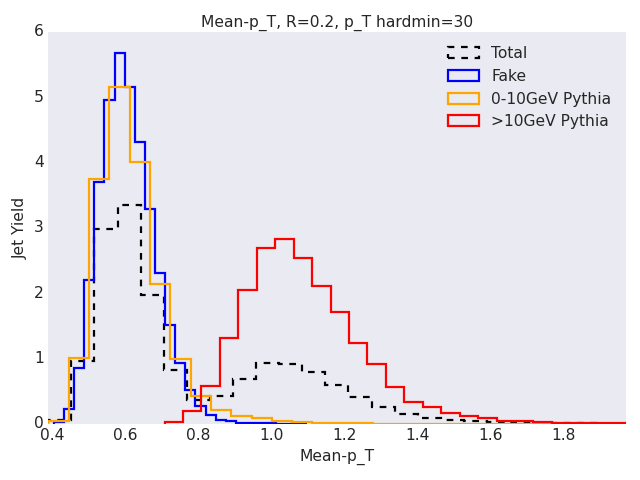 Mean-p_T, R=0.2, p_T hardmin=30
Total
Fake
0-10GeV Pythia
>10GeV Pythia
Jet Yield
6
5
4
3
2
1
0
0.4 0.6 0.8 1.0 1.2 1.4 1.6 1.8
Mean-p_T